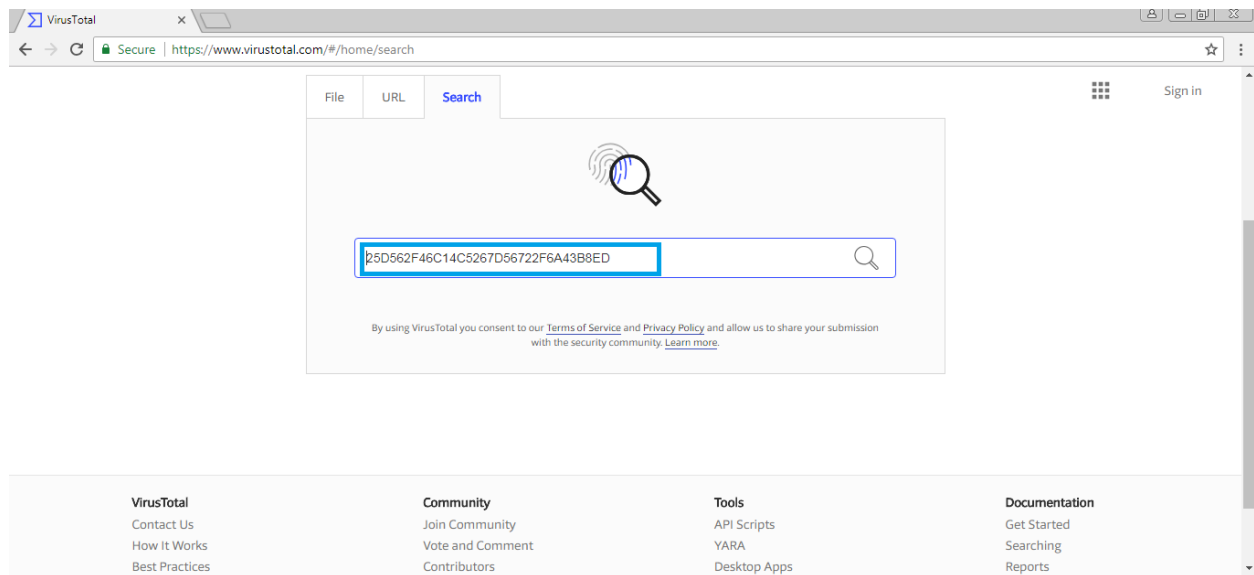 VirusTotal
Secure https://www.virustotal.com/#/home/search
File URL Search
Sign in
25D562F46C14C5267D56722F6A43B8ED
By using VirusTotal you consent to our Terms of Service and Privacy Policy and allow us to share your submission
with the security community. Learn more.
VirusTotal Community Tools Documentation
Contact Us Join Community API Scripts Get Started
How It Works Vote and Comment YARA Searching
Best Practices Contributors Desktop Apps Reports